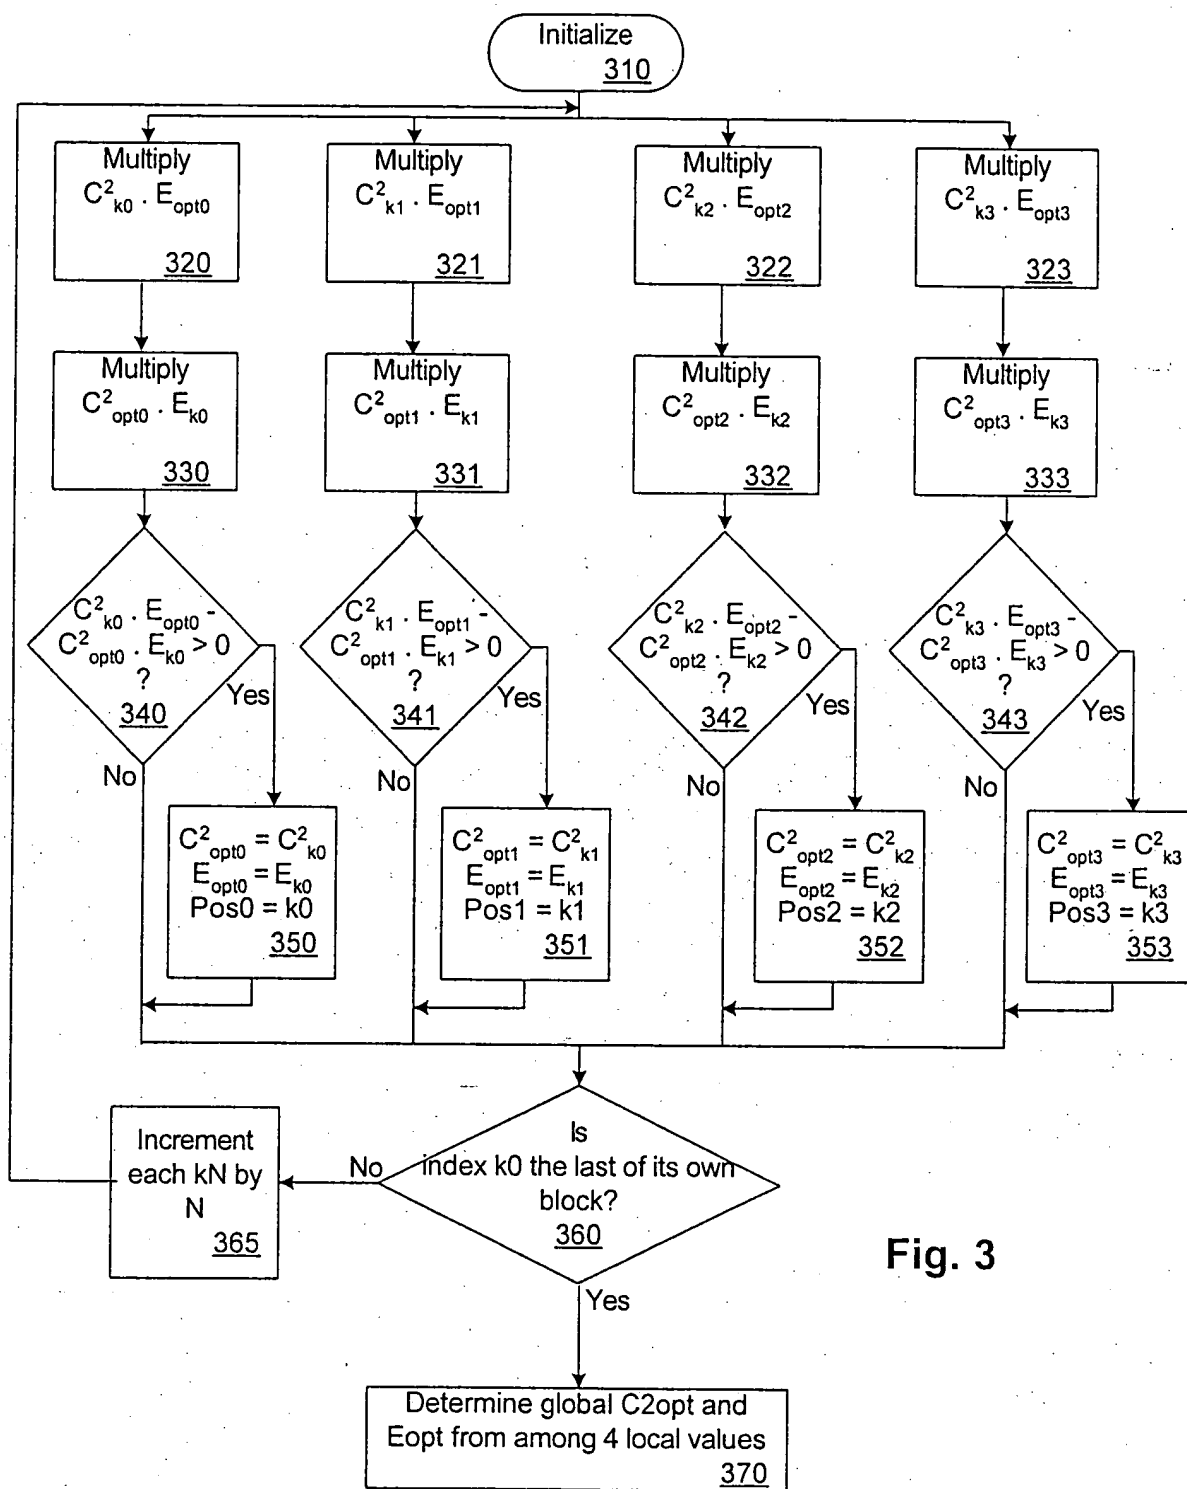 Initialize
310
Multiply
C²k0 . Eopt0
320
Multiply
C²k1 . Eopt1
321
Multiply
C²k2 . Eopt2
322
Multiply
C²k3 . Eopt3
323
Multiply
C²opt0 . Ek0
330
Multiply
C²opt1 . Ek1
331
Multiply
C²opt2 . Ek2
332
Multiply
C²opt3 . Ek3
333
C²k0 . Eopt0 -
C²opt0 . Ek0 > 0
?
340
Yes
No
C²k1 . Eopt1 -
C²opt1 . Ek1 > 0
?
341
Yes
No
C²k2 . Eopt2 -
C²opt2 . Ek2 > 0
?
342
Yes
No
C²k3 . Eopt3 -
C²opt3 . Ek3 > 0
?
343
Yes
No
C²opt0 = C²k0
Eopt0 = Ek0
Pos0 = k0
350
C²opt1 = C²k1
Eopt1 = Ek1
Pos1 = k1
351
C²opt2 = C²k2
Eopt2 = Ek2
Pos2 = k2
352
C²opt3 = C²k3
Eopt3 = Ek3
Pos3 = k3
353
Increment
each kN by
N
365
No
Is
index k0 the last of its own
block?
360
Yes
Fig. 3
Determine global C2opt and
Eopt from among 4 local values
370